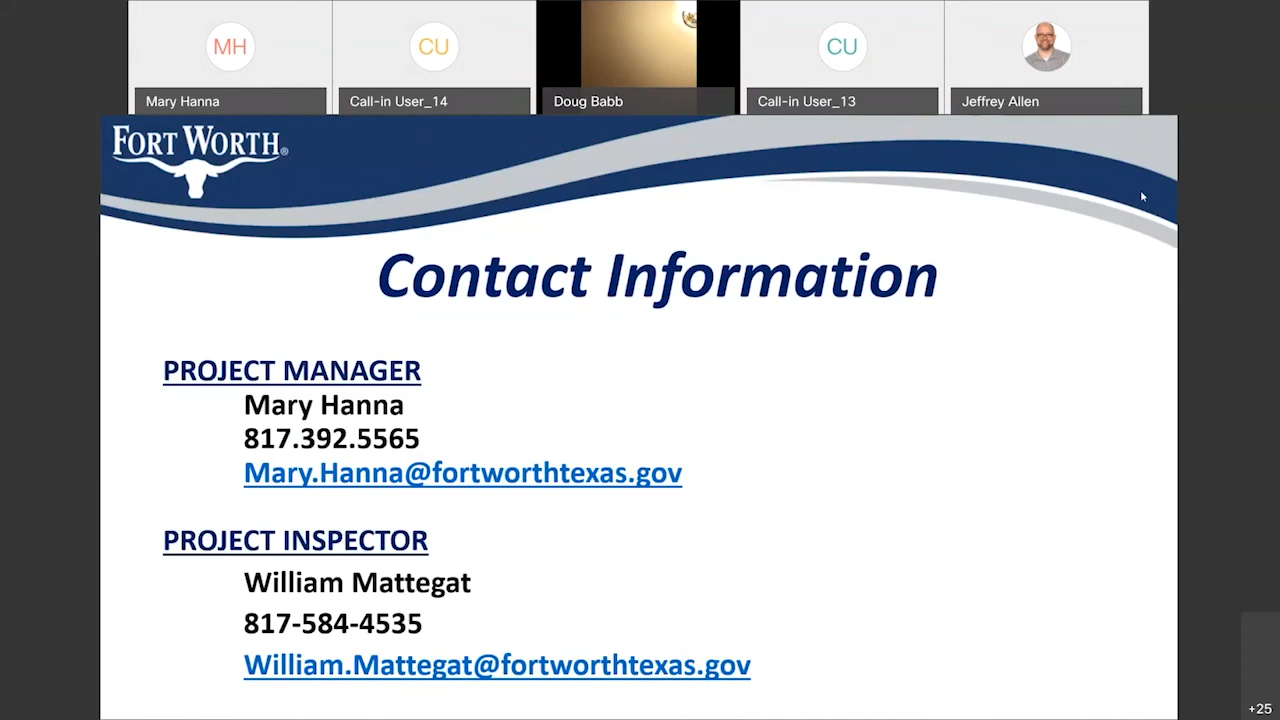 MH
CU
CU
Mary Hanna
Call-in User_14
Doug Babb
Call-in User_13
Jeffrey Allen
FORT WORTH®
Contact Information
PROJECT MANAGER
Mary Hanna
817.392.5565
Mary.Hanna@fortworthtexas.gov
PROJECT INSPECTOR
William Mattegat
817-584-4535
William.Mattegat@fortworthtexas.gov
+25